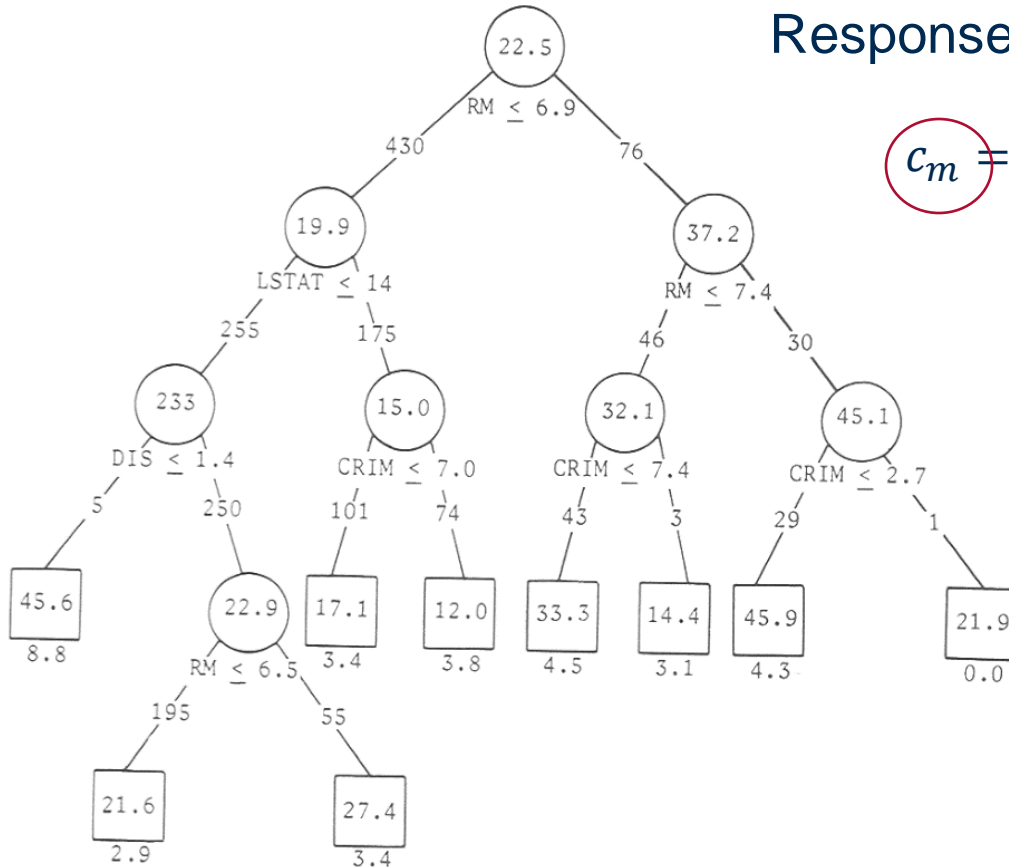 Response
22.5
RM ≤ 6.9
430 76
c_m =
19.9 37.2
LSTAT ≤ 14 RM ≤ 7.4
255 175 46 30
233 15.0 32.1 45.1
DIS ≤ 1.4 CRIM ≤ 7.0 CRIM ≤ 7.4 CRIM ≤ 2.7
5 250 101 74 43 3 29 1
45.6 22.9 17.1 12.0 33.3 14.4 45.9 21.9
8.8 3.4 3.8 4.5 3.1 4.3 0.0
RM ≤ 6.5
195 55
21.6 27.4
2.9 3.4